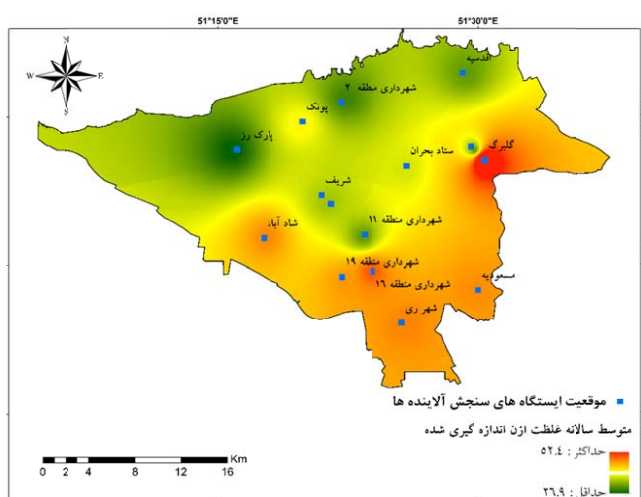 51°15'0"E
51°30'0"E
N
W
E
S
اقدسیه
شهرداری منطقه ۲
پونک
پارک رز
ستاد بحران
گلبرگ
شریف
شهرداری منطقه ۱۱
شاد آباد
شهرداری منطقه ۱۹
شهرداری منطقه ۱۶
مسعودیه
شهر ری
موقعیت ایستگاه های سنجش آلاینده ها
متوسط سالانه غلظت ازن اندازه گیری شده
حداکثر : ۵۲.۴
حداقل : ۲۶.۹
Km
0 2 4 8 12 16